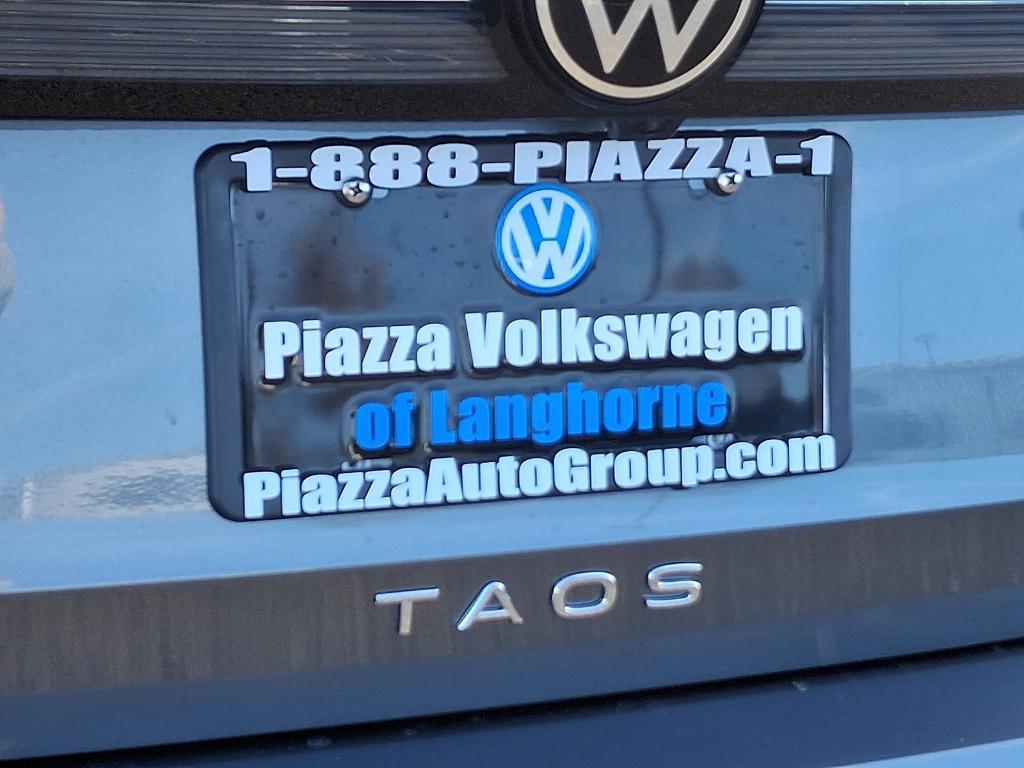 1-888-PIAZZA-1
Piazza Volkswagen
of Langhorne
PiazzaAutoGroup.com
TAOS